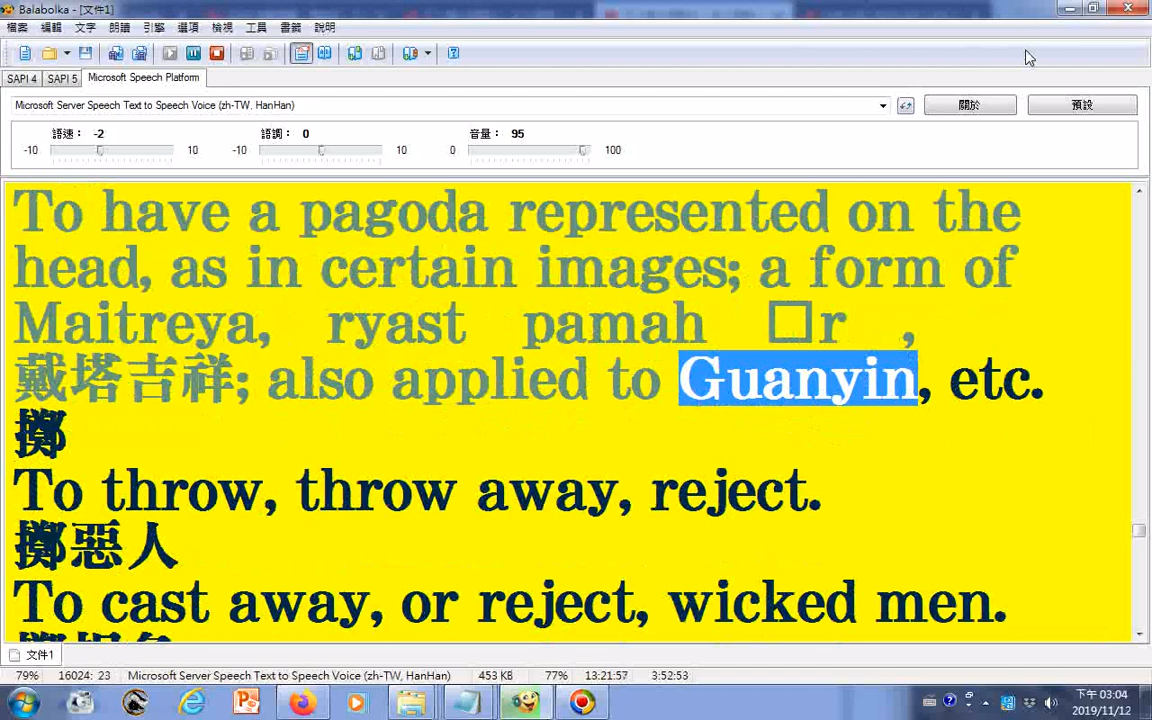 Balabolka - [文件1]
檔案 編輯 文字 朗讀 引擎 選項 檢視 工具 書籤 說明
SAPI 4 SAPI 5 Microsoft Speech Platform
Microsoft Server Speech Text to Speech Voice (zh-TW, HanHan) 關於 預設
語速： -2 語調： 0 音量： 95
-10 10 -10 10 0 100
To have a pagoda represented on the
head, as in certain images; a form of
Maitreya, ryast pamah □r ,
戴塔吉祥; also applied to Guanyin, etc.
擲
To throw, throw away, reject.
擲惡人
To cast away, or reject, wicked men.
文件1
79% 16024: 23 Microsoft Server Speech Text to Speech Voice (zh-TW, HanHan) 453 KB 77% 13:21:57 3:52:53
下午 03:04
2019/11/12